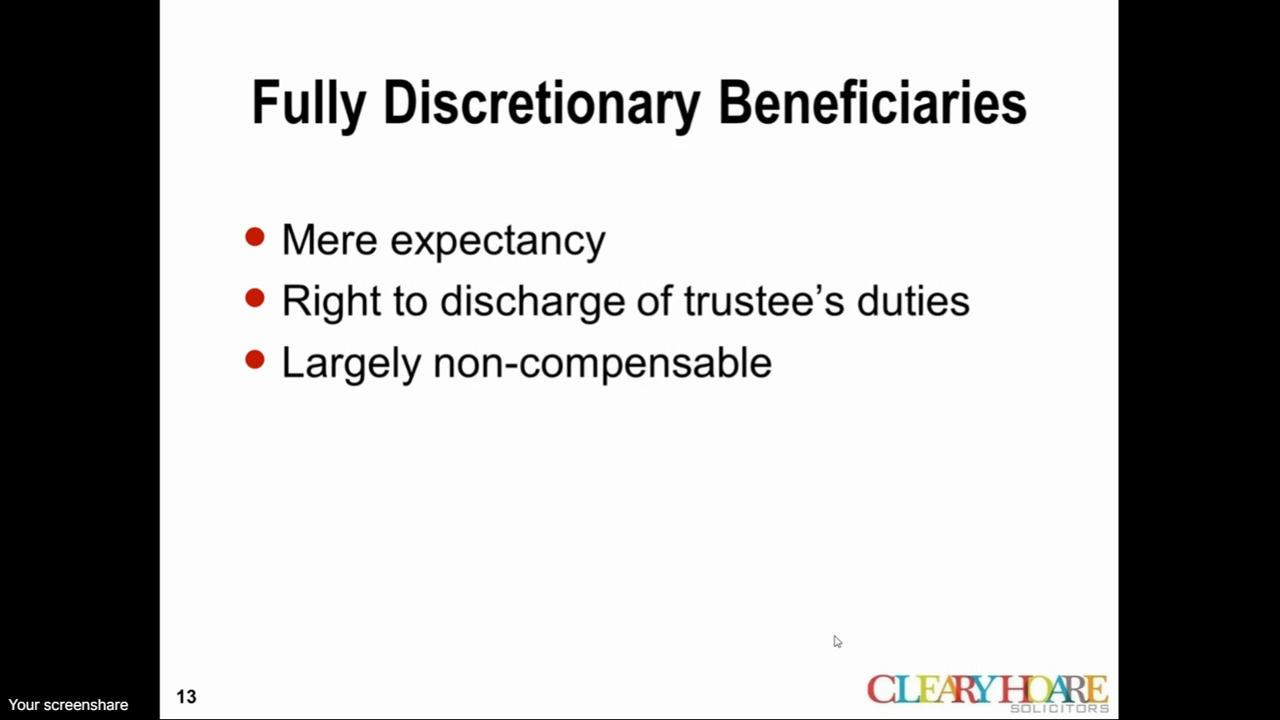 Fully Discretionary Beneficiaries
Mere expectancy
Right to discharge of trustee’s duties
Largely non-compensable
13
CLEARYHOARE
SOLICITORS
Your screenshare